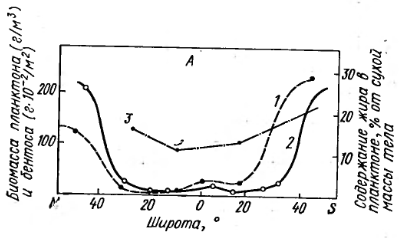 Биомасса планктона (г/м³)
и бентоса (г·10⁻²/м²)
А
200
100
3
1
2
30
20
10
N 40 20 0 20 40 S
Широта, °
Содержание жира в
планктоне, % от сухой
массы тела